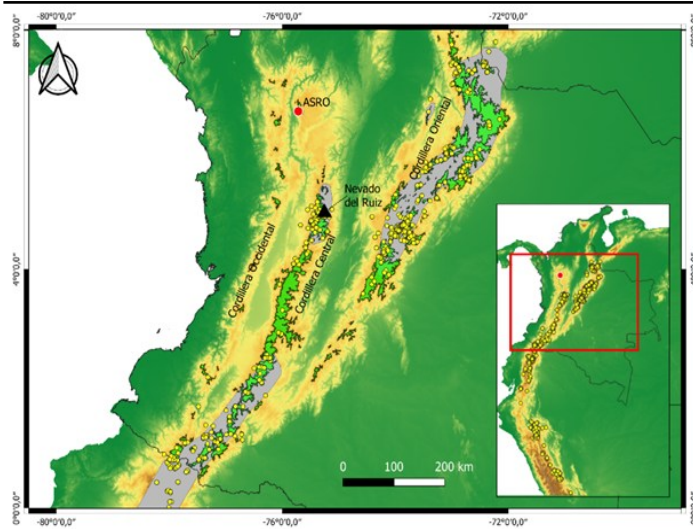 -80°0'0,0" -76°0'0,0" -72°0'0,0"
8°0'0,0"
ASRO
Cordillera Oriental
Nevado
del Ruiz
Cordillera Occidental
Cordillera Central
4°0'0,0"
0 100 200 km
0°0'0,0"
-80°0'0,0" -76°0'0,0" -72°0'0,0"